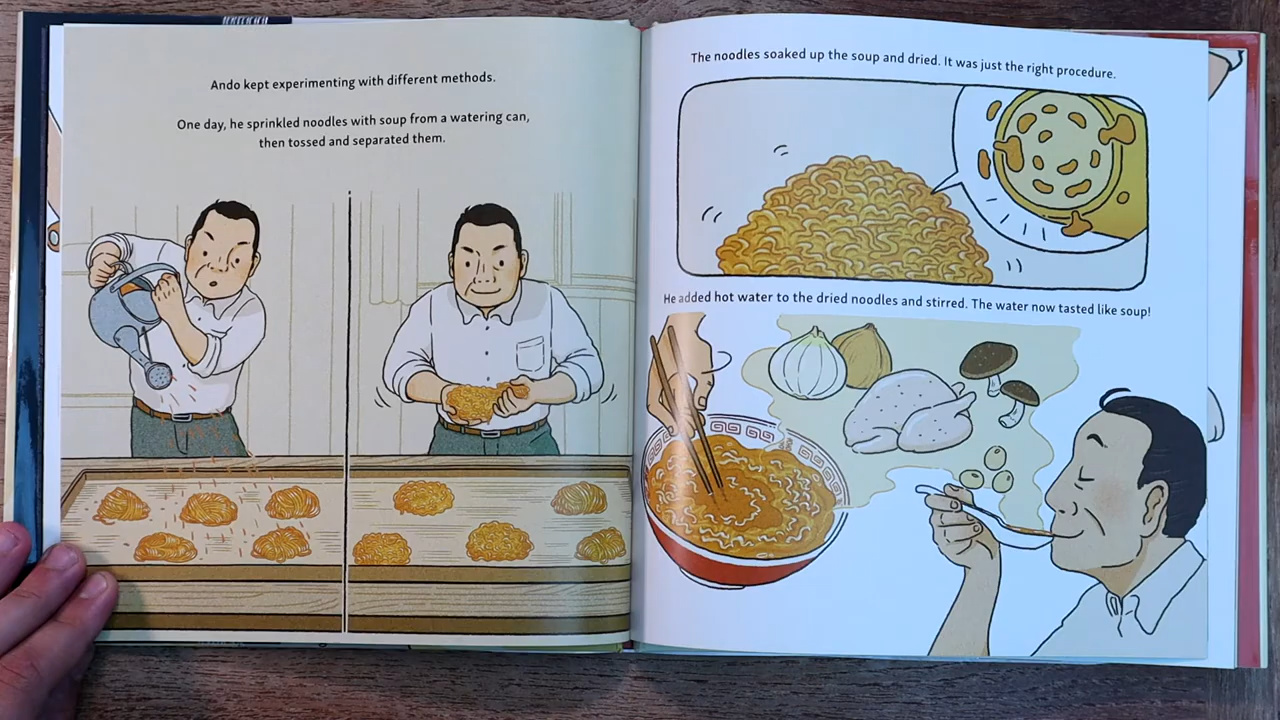 Ando kept experimenting with different methods.
One day, he sprinkled noodles with soup from a watering can,
then tossed and separated them.
The noodles soaked up the soup and dried. It was just the right procedure.
He added hot water to the dried noodles and stirred. The water now tasted like soup!